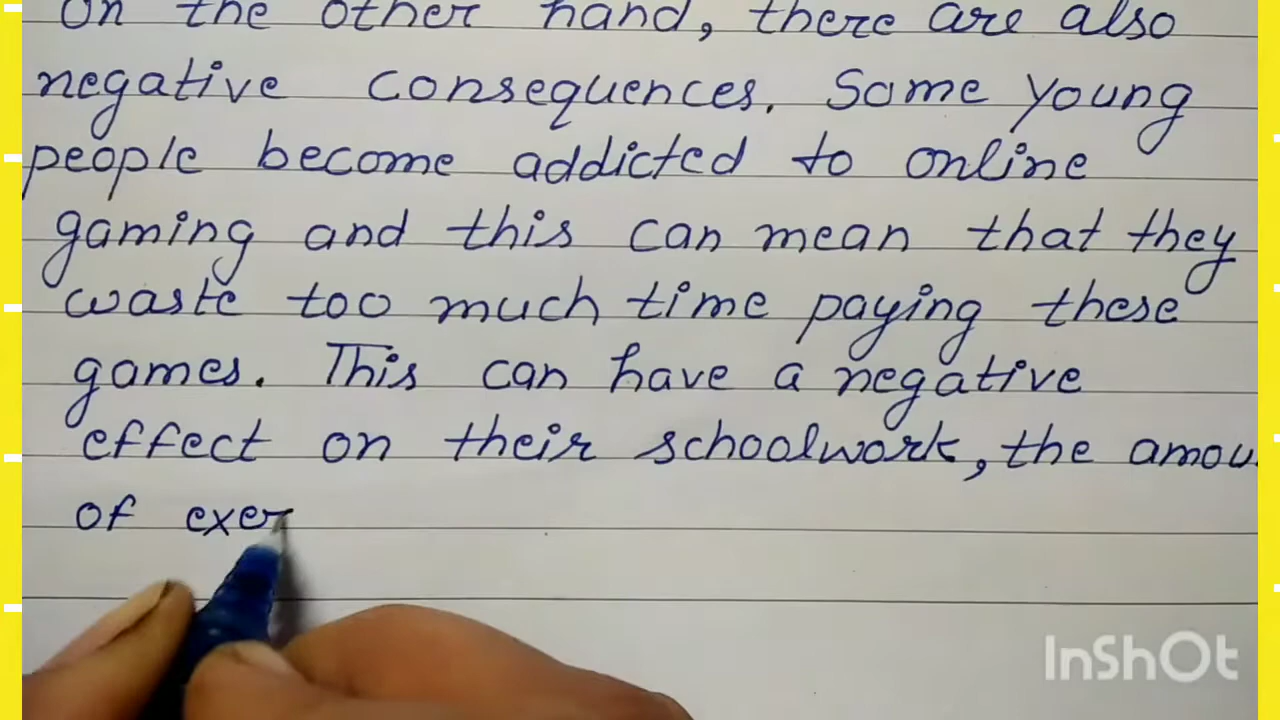 On the other hand, there are also
negative consequences. Some young
people become addicted to online
gaming and this can mean that they
waste too much time paying these
games. This can have a negative
effect on their schoolwork, the amou
of exer
InShOt